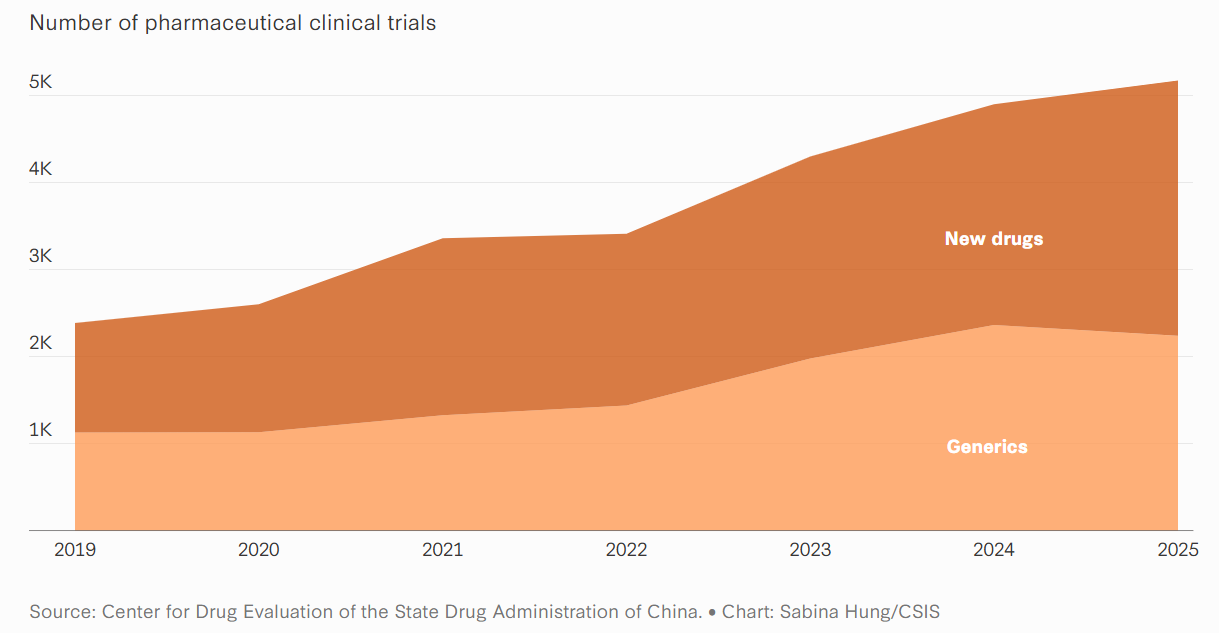 Number of pharmaceutical clinical trials
5K
4K
3K
New drugs
2K
1K
Generics
2019 2020 2021 2022 2023 2024 2025
Source: Center for Drug Evaluation of the State Drug Administration of China. • Chart: Sabina Hung/CSIS